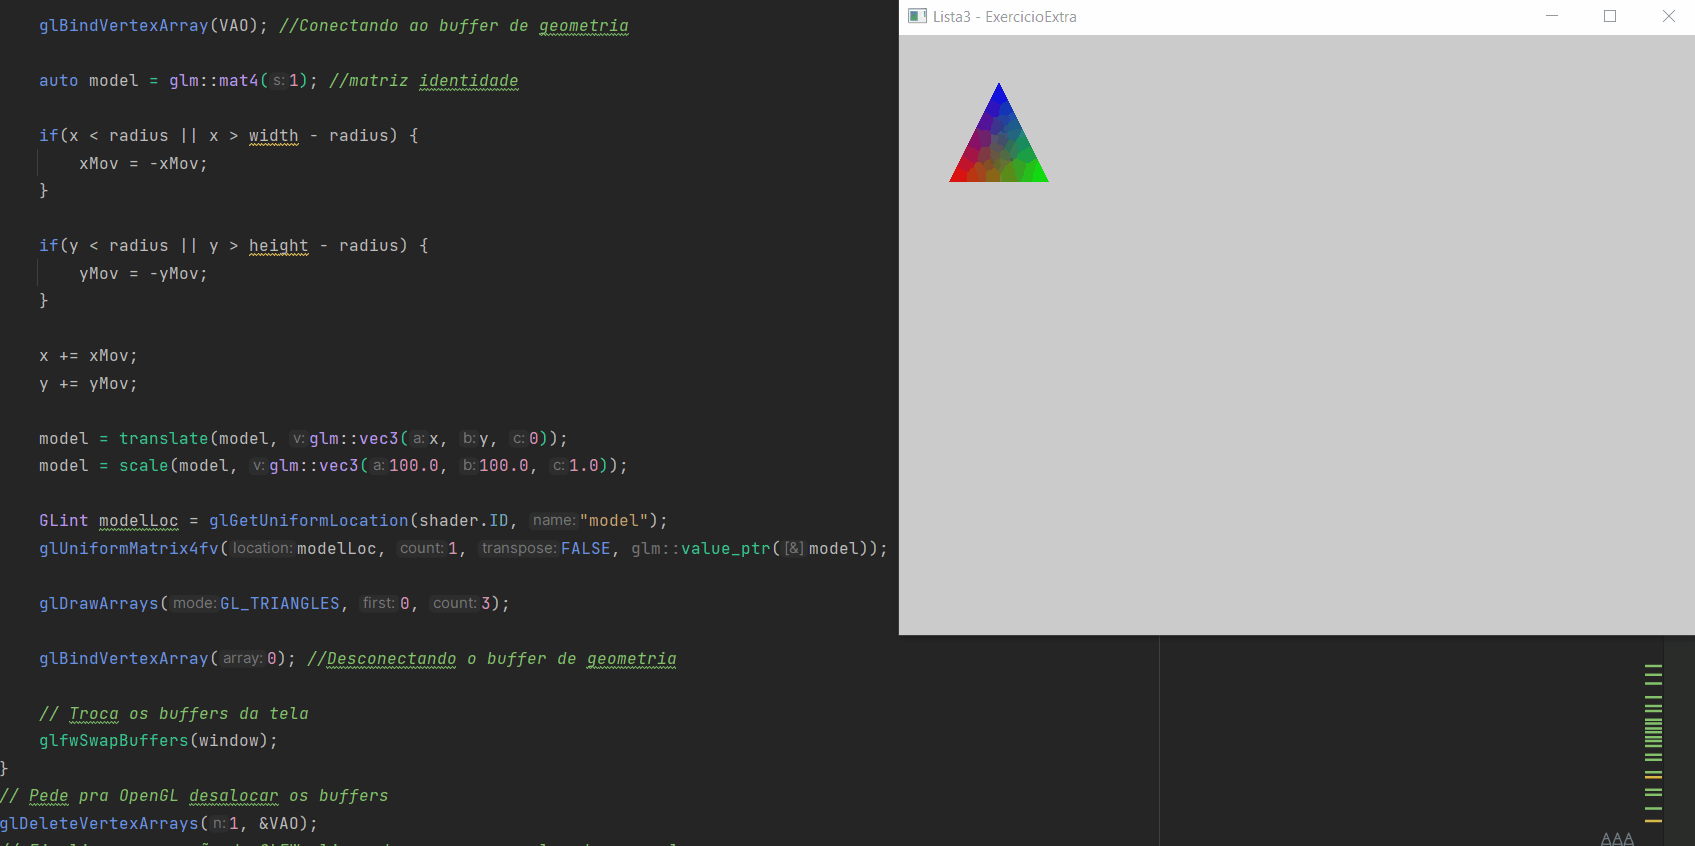 glBindVertexArray(VAO); //Conectando ao buffer de geometria
auto model = glm::mat4( s: 1); //matriz identidade
if(x < radius || x > width - radius) {
xMov = -xMov;
}
if(y < radius || y > height - radius) {
yMov = -yMov;
}
x += xMov;
y += yMov;
model = translate(model, v: glm::vec3( a: x, b: y, c: 0));
model = scale(model, v: glm::vec3( a: 100.0, b: 100.0, c: 1.0));
GLint modelLoc = glGetUniformLocation(shader.ID, name: "model");
glUniformMatrix4fv( location: modelLoc, count: 1, transpose: FALSE, glm::value_ptr( [&] model));
glDrawArrays( mode: GL_TRIANGLES, first: 0, count: 3);
glBindVertexArray( array: 0); //Desconectando o buffer de geometria
// Troca os buffers da tela
glfwSwapBuffers(window);
}
// Pede pra OpenGL desalocar os buffers
glDeleteVertexArrays( n: 1, &VAO);
Lista3 - ExercicioExtra
AAA